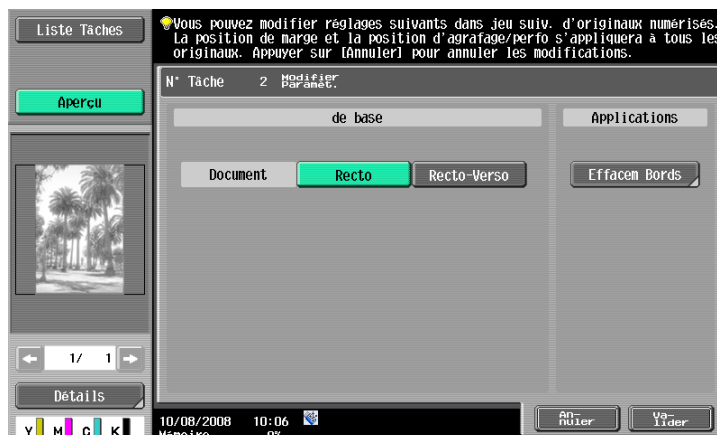 Liste Tâches
Vous pouvez modifier réglages suivants dans jeu suiv. d'originaux numérisés.
La position de marge et la position d'agrafage/perfo s'appliquera à tous les
originaux. Appuyer sur [Annuler] pour annuler les modifications.
N° Tâche 2 Modifier
Paramét.
Aperçu
de base
Applications
Document Recto Recto-Verso
Effacem Bords
1/ 1
Détails
Y M C K
10/08/2008 10:06
Mémoire 0%
An-
nuler
Va-
lider